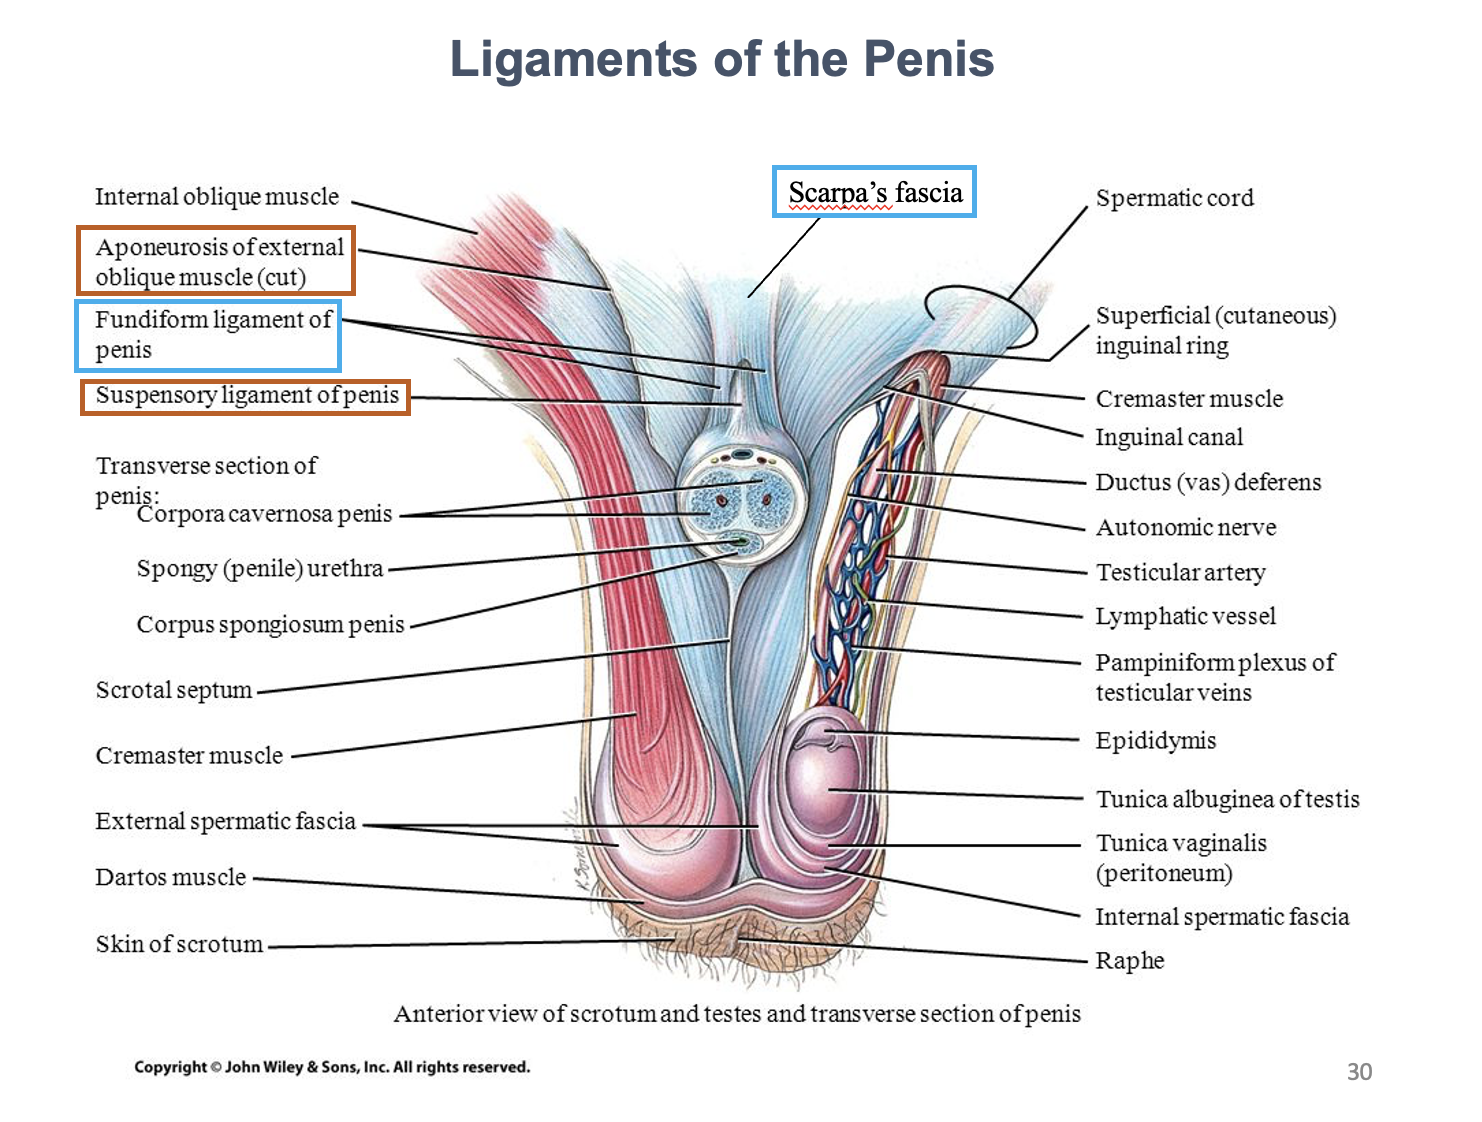 Ligaments of the Penis
Scarpa's fascia
Internal oblique muscle
Aponeurosis of external
oblique muscle (cut)
Fundiform ligament of
penis
Suspensory ligament of penis
Transverse section of
penis:
Corpora cavernosa penis
Spongy (penile) urethra
Corpus spongiosum penis
Scrotal septum
Cremaster muscle
External spermatic fascia
Dartos muscle
Skin of scrotum
Spermatic cord
Superficial (cutaneous)
inguinal ring
Cremaster muscle
Inguinal canal
Ductus (vas) deferens
Autonomic nerve
Testicular artery
Lymphatic vessel
Pampiniform plexus of
testicular veins
Epididymis
Tunica albuginea of testis
Tunica vaginalis
(peritoneum)
Internal spermatic fascia
Raphe
Anterior view of scrotum and testes and transverse section of penis
Copyright © John Wiley & Sons, Inc. All rights reserved.
30